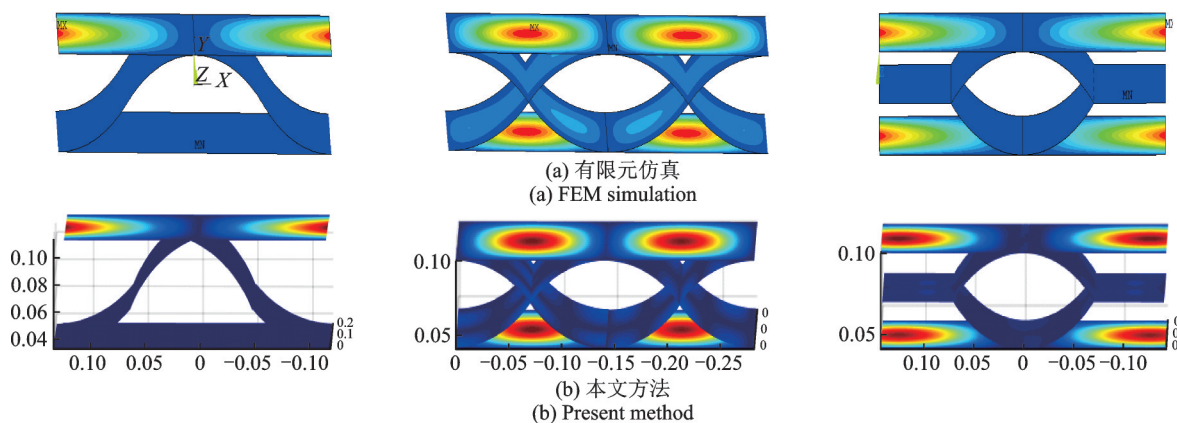 MX
Y
Z X
MN
MX
MN
MN
(a) 有限元仿真
(a) FEM simulation
0.10
0.08
0.06
0.04
0.2
0.1
0
0.10 0.05 0 −0.05 −0.10
0.10
0.05
0
0
0
0 −0.05 −0.10 −0.15 −0.20 −0.25
0.10
0.05
0.10 0.05 0 −0.05 −0.10
(b) 本文方法
(b) Present method